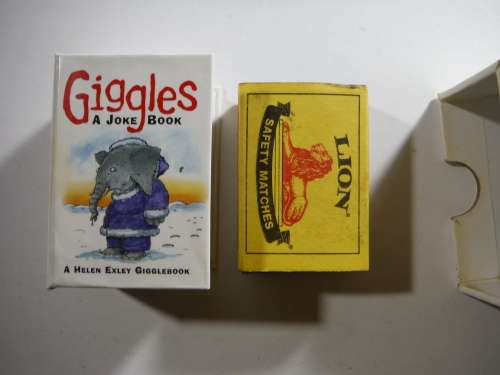 Giggles
A Joke Book
A Helen Exley Gigglebook
LION
SAFETY MATCHES